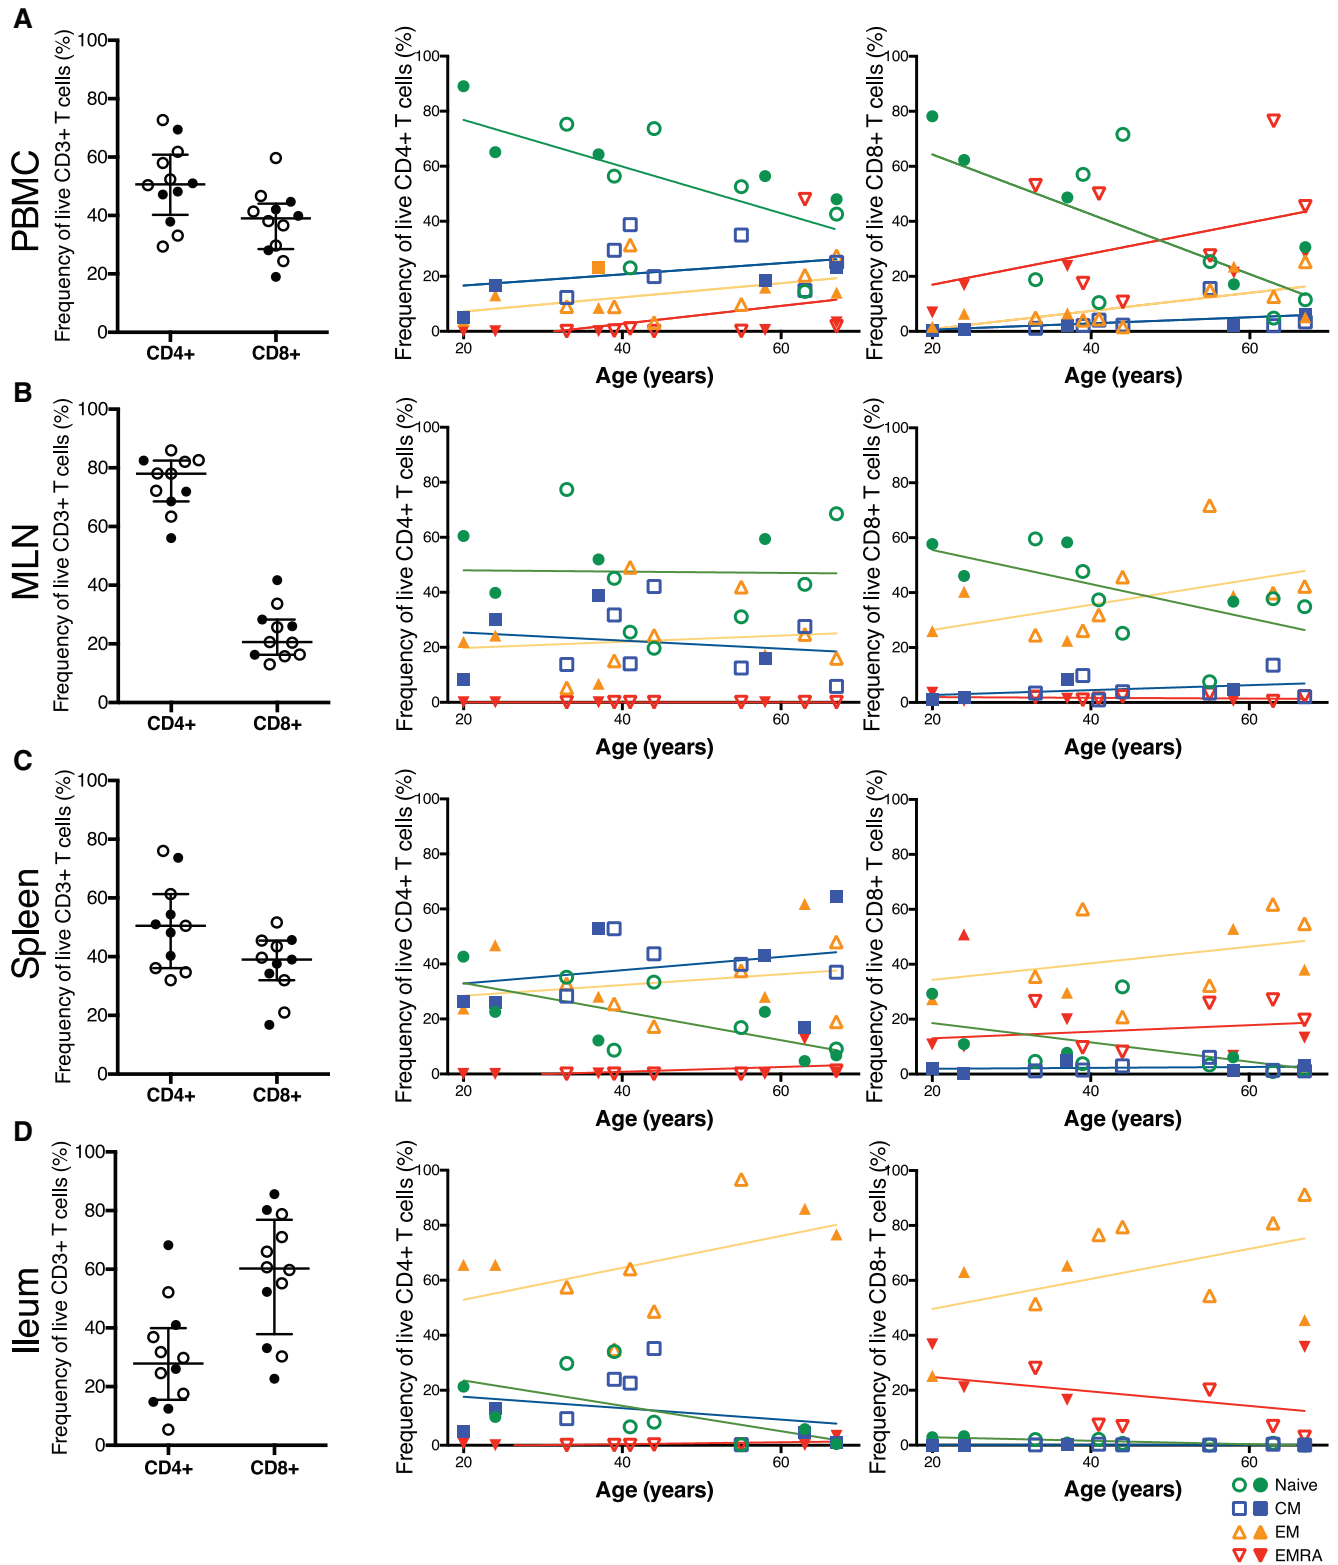 A
PBMC
Frequency of live CD3+ T cells (%)
100
80
60
40
20
0
CD4+ CD8+
Frequency of live CD4+ T cells (%)
100
80
60
40
20
0
20 40 60
Age (years)
Frequency of live CD8+ T cells (%)
100
80
60
40
20
0
20 40 60
Age (years)
B
MLN
Frequency of live CD3+ T cells (%)
100
80
60
40
20
0
CD4+ CD8+
Frequency of live CD4+ T cells (%)
100
80
60
40
20
0
20 40 60
Age (years)
Frequency of live CD8+ T cells (%)
100
80
60
40
20
0
20 40 60
Age (years)
C
Spleen
Frequency of live CD3+ T cells (%)
100
80
60
40
20
0
CD4+ CD8+
Frequency of live CD4+ T cells (%)
100
80
60
40
20
0
20 40 60
Age (years)
Frequency of live CD8+ T cells (%)
100
80
60
40
20
0
20 40 60
Age (years)
D
Ileum
Frequency of live CD3+ T cells (%)
100
80
60
40
20
0
CD4+ CD8+
Frequency of live CD4+ T cells (%)
100
80
60
40
20
0
20 40 60
Age (years)
Frequency of live CD8+ T cells (%)
100
80
60
40
20
0
20 40 60
Age (years)
Naive
CM
EM
EMRA